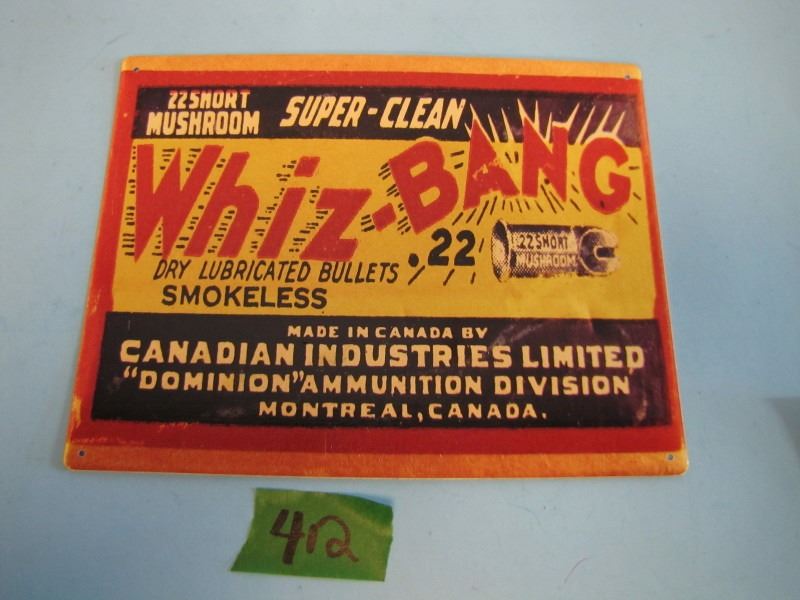 22 SHORT
MUSHROOM
SUPER-CLEAN
Whiz-BANG
.22
22 SHORT
MUSHROOM
DRY LUBRICATED BULLETS
SMOKELESS
MADE IN CANADA BY
CANADIAN INDUSTRIES LIMITED
"DOMINION" AMMUNITION DIVISION
MONTREAL, CANADA.
412